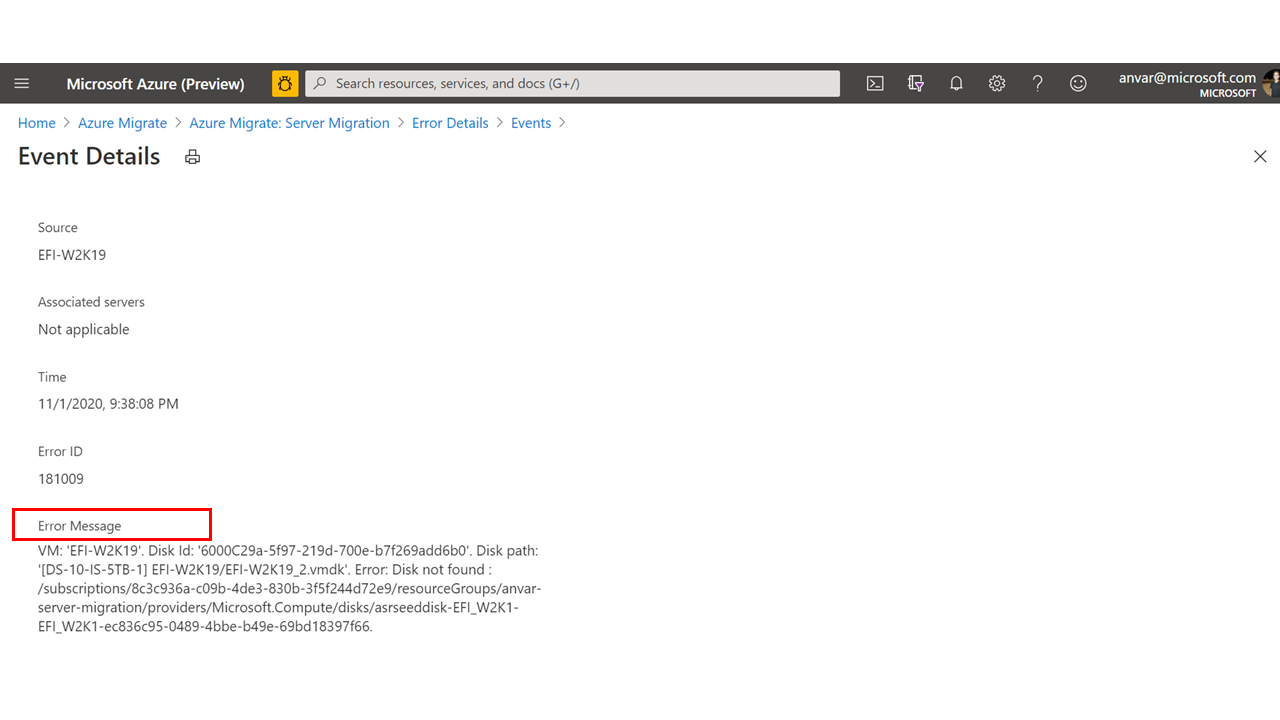 Microsoft Azure (Preview)
Search resources, services, and docs (G+/)
anvar@microsoft.com
MICROSOFT
Home > Azure Migrate > Azure Migrate: Server Migration > Error Details > Events >
Event Details
Source
EFI-W2K19
Associated servers
Not applicable
Time
11/1/2020, 9:38:08 PM
Error ID
181009
Error Message
VM: 'EFI-W2K19'. Disk Id: '6000C29a-5f97-219d-700e-b7f269add6b0'. Disk path:
'[DS-10-IS-5TB-1] EFI-W2K19/EFI-W2K19_2.vmdk'. Error: Disk not found :
/subscriptions/8c3c936a-c09b-4de3-830b-3f5f244d72e9/resourceGroups/anvar-
server-migration/providers/Microsoft.Compute/disks/asrseeddisk-EFI_W2K1-
EFI_W2K1-ec836c95-0489-4bbe-b49e-69bd18397f66.